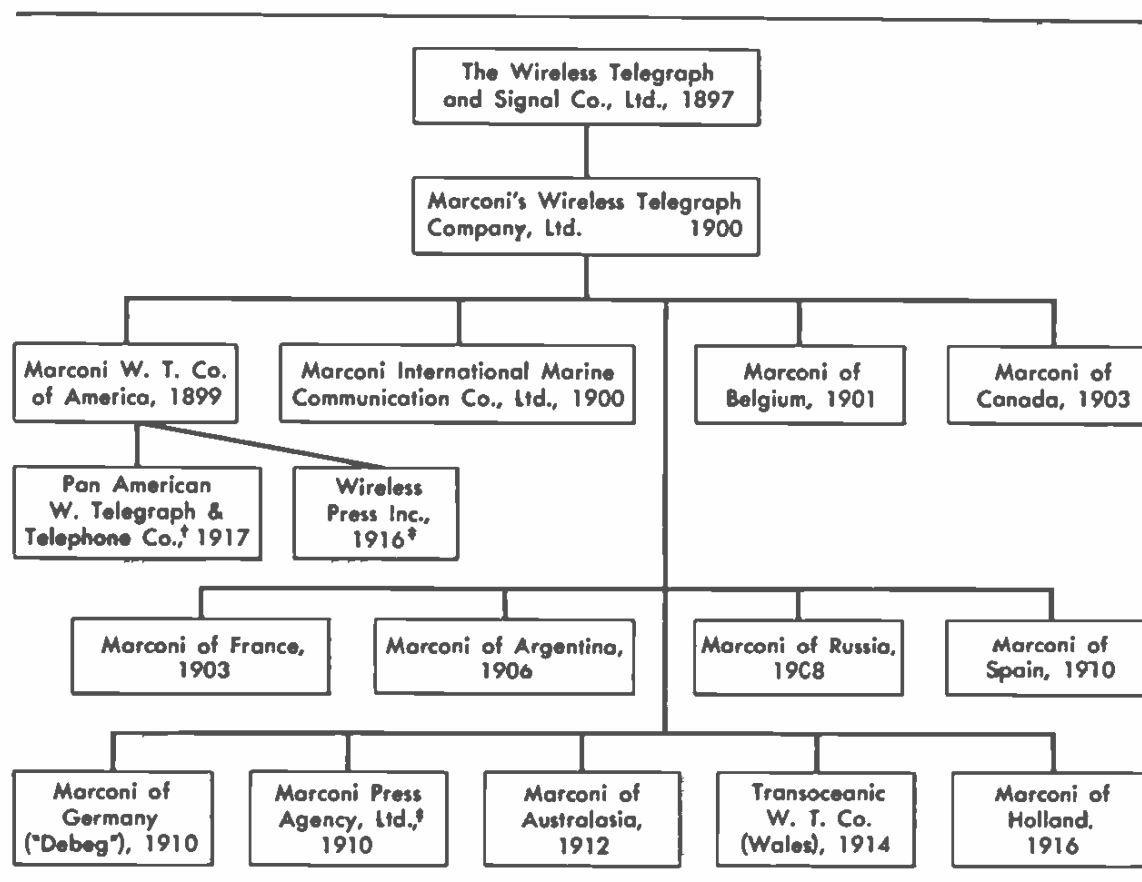 The Wireless Telegraph
and Signal Co., Ltd., 1897
Marconi's Wireless Telegraph
Company, Ltd. 1900
Marconi W. T. Co.
of America, 1899
Marconi International Marine
Communication Co., Ltd., 1900
Marconi of
Belgium, 1901
Marconi of
Canada, 1903
Pan American
W. Telegraph &
Telephone Co.,† 1917
Wireless
Press Inc.,
1916‡
Marconi of France,
1903
Marconi of Argentina,
1906
Marconi of Russia,
1908
Marconi of
Spain, 1910
Marconi of
Germany
("Debeg"), 1910
Marconi Press
Agency, Ltd.,‡
1910
Marconi of
Australasia,
1912
Transoceanic
W. T. Co.
(Wales), 1914
Marconi of
Holland,
1916